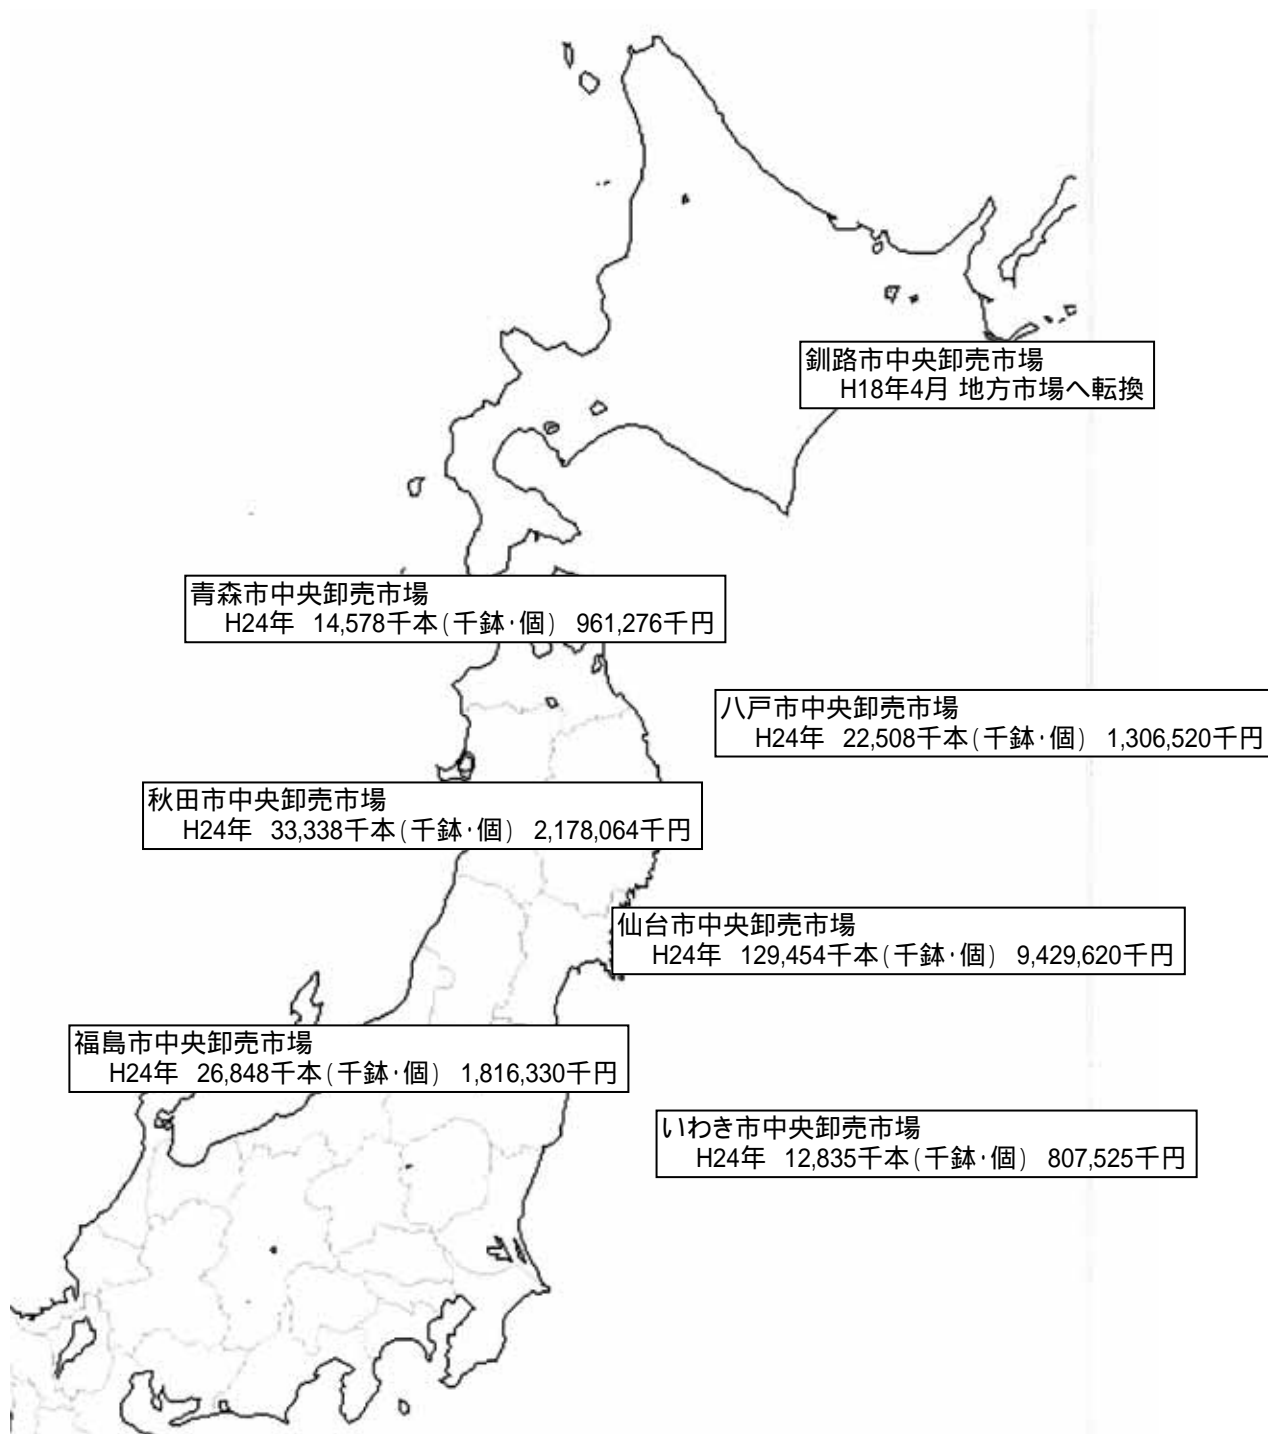 釧路市中央卸売市場
H18年4月 地方市場へ転換
青森市中央卸売市場
H24年 14,578千本(千鉢･個) 961,276千円
八戸市中央卸売市場
H24年 22,508千本(千鉢･個) 1,306,520千円
秋田市中央卸売市場
H24年 33,338千本(千鉢･個) 2,178,064千円
仙台市中央卸売市場
H24年 129,454千本(千鉢･個) 9,429,620千円
福島市中央卸売市場
H24年 26,848千本(千鉢･個) 1,816,330千円
いわき市中央卸売市場
H24年 12,835千本(千鉢･個) 807,525千円